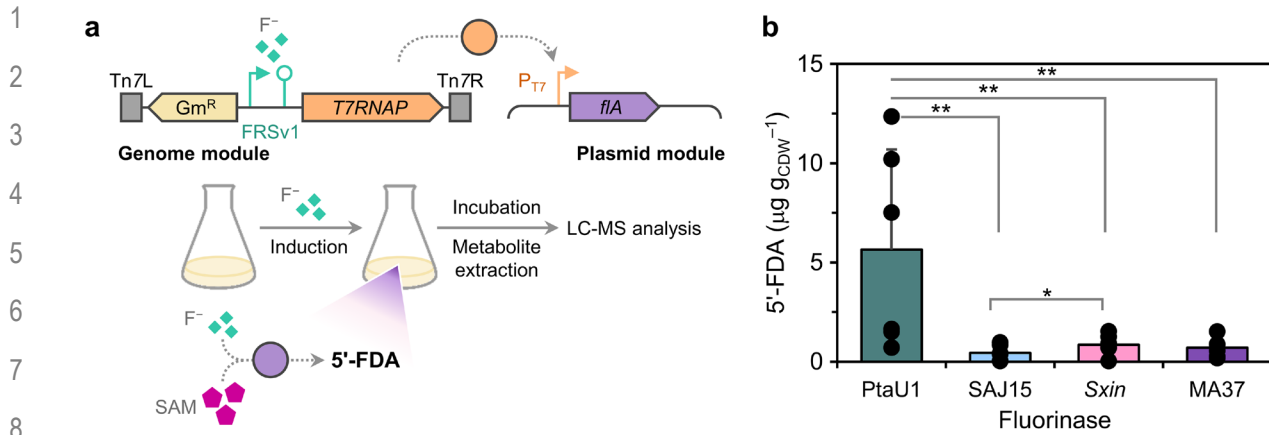 1
2
3
4
5
6
7
8
a
F⁻
Tn7L
Gmᴿ
FRSv1
T7RNAP
Tn7R
Genome module
P_T7
flA
Plasmid module
F⁻
Induction
Incubation
Metabolite
extraction
LC-MS analysis
F⁻
SAM
5'-FDA
b
5'-FDA (μg g_CDW⁻¹)
15
10
5
0
**
**
**
*
PtaU1
SAJ15
Sxin
MA37
Fluorinase